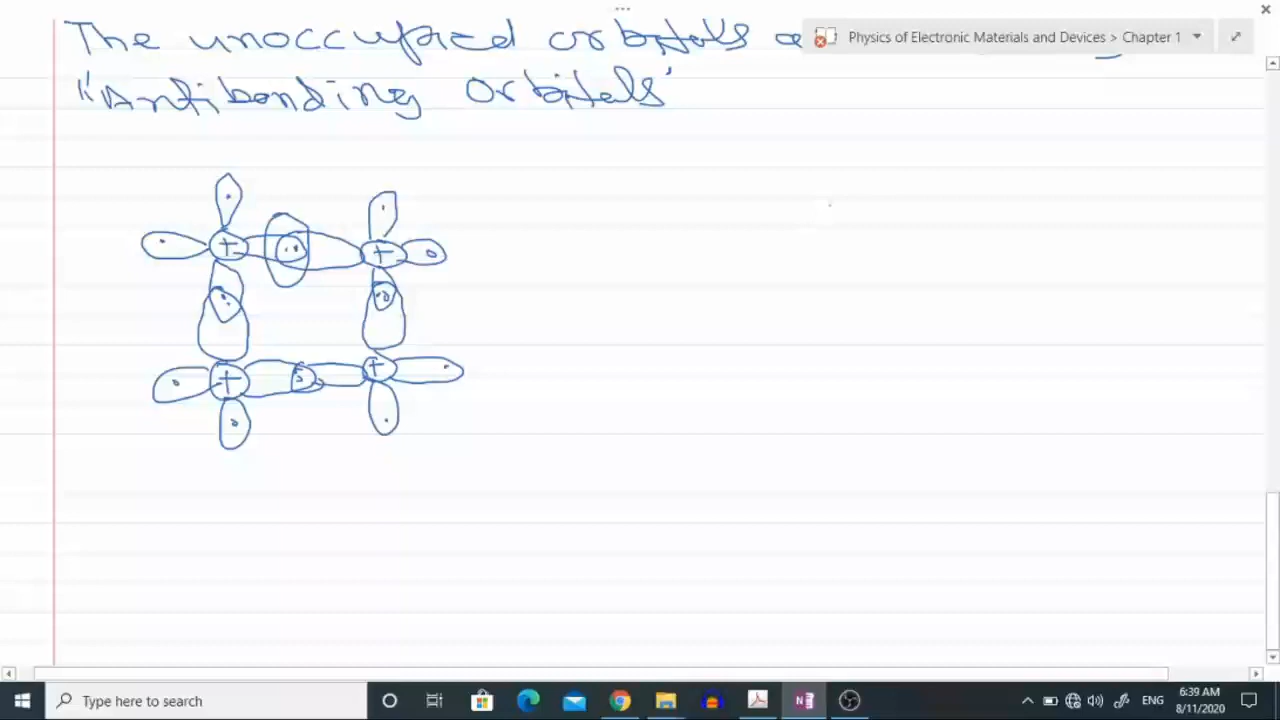 The unoccupied orbitals
Physics of Electronic Materials and Devices > Chapter 1
"Antibonding Orbitals"
+ +
+ +
Type here to search
ENG
6:39 AM
8/11/2020